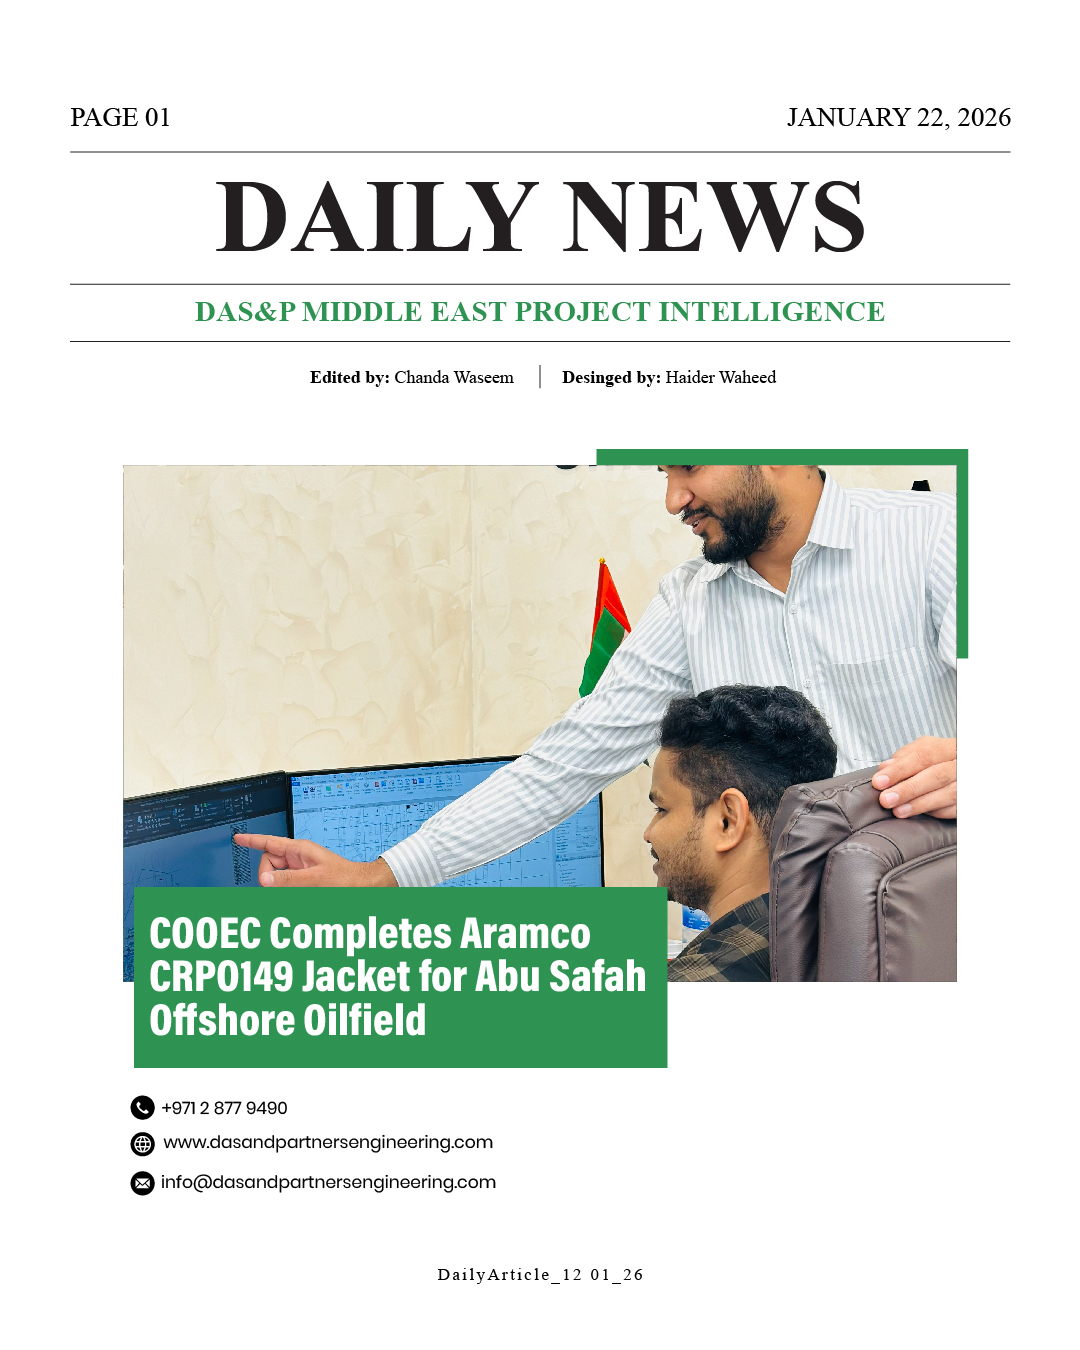 PAGE 01
JANUARY 22, 2026
DAILY NEWS
DAS&P MIDDLE EAST PROJECT INTELLIGENCE
Edited by: Chanda Waseem
Desinged by: Haider Waheed
COOEC Completes Aramco
CRPO149 Jacket for Abu Safah
Offshore Oilfield
+971 2 877 9490
www.dasandpartnersengineering.com
info@dasandpartnersengineering.com
DailyArticle_12 01_26